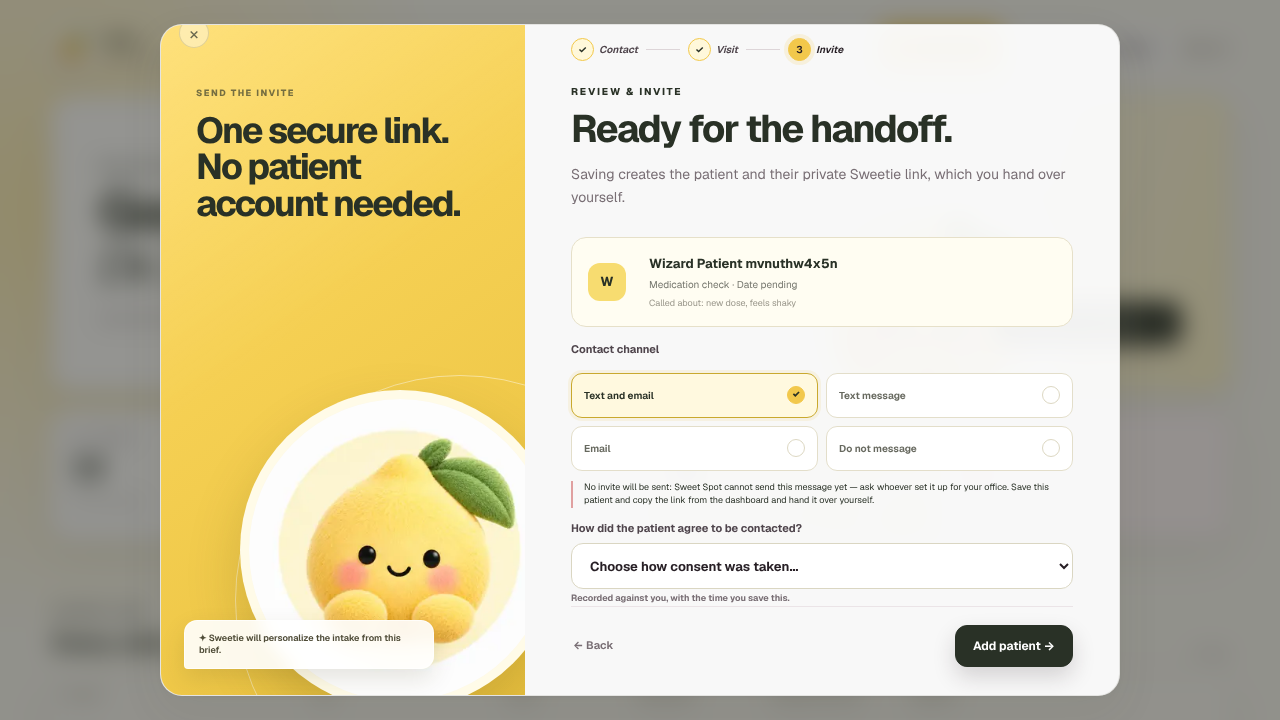 ✕
SEND THE INVITE
One secure link.
No patient
account needed.
✦ Sweetie will personalize the intake from this
brief.
✓ Contact ✓ Visit 3 Invite
REVIEW & INVITE
Ready for the handoff.
Saving creates the patient and their private Sweetie link, which you hand over
yourself.
W
Wizard Patient mvnuthw4x5n
Medication check · Date pending
Called about: new dose, feels shaky
Contact channel
Text and email
Text message
Email
Do not message
No invite will be sent: Sweet Spot cannot send this message yet — ask whoever set it up for your office. Save this
patient and copy the link from the dashboard and hand it over yourself.
How did the patient agree to be contacted?
Choose how consent was taken...
Recorded against you, with the time you save this.
← Back
Add patient →